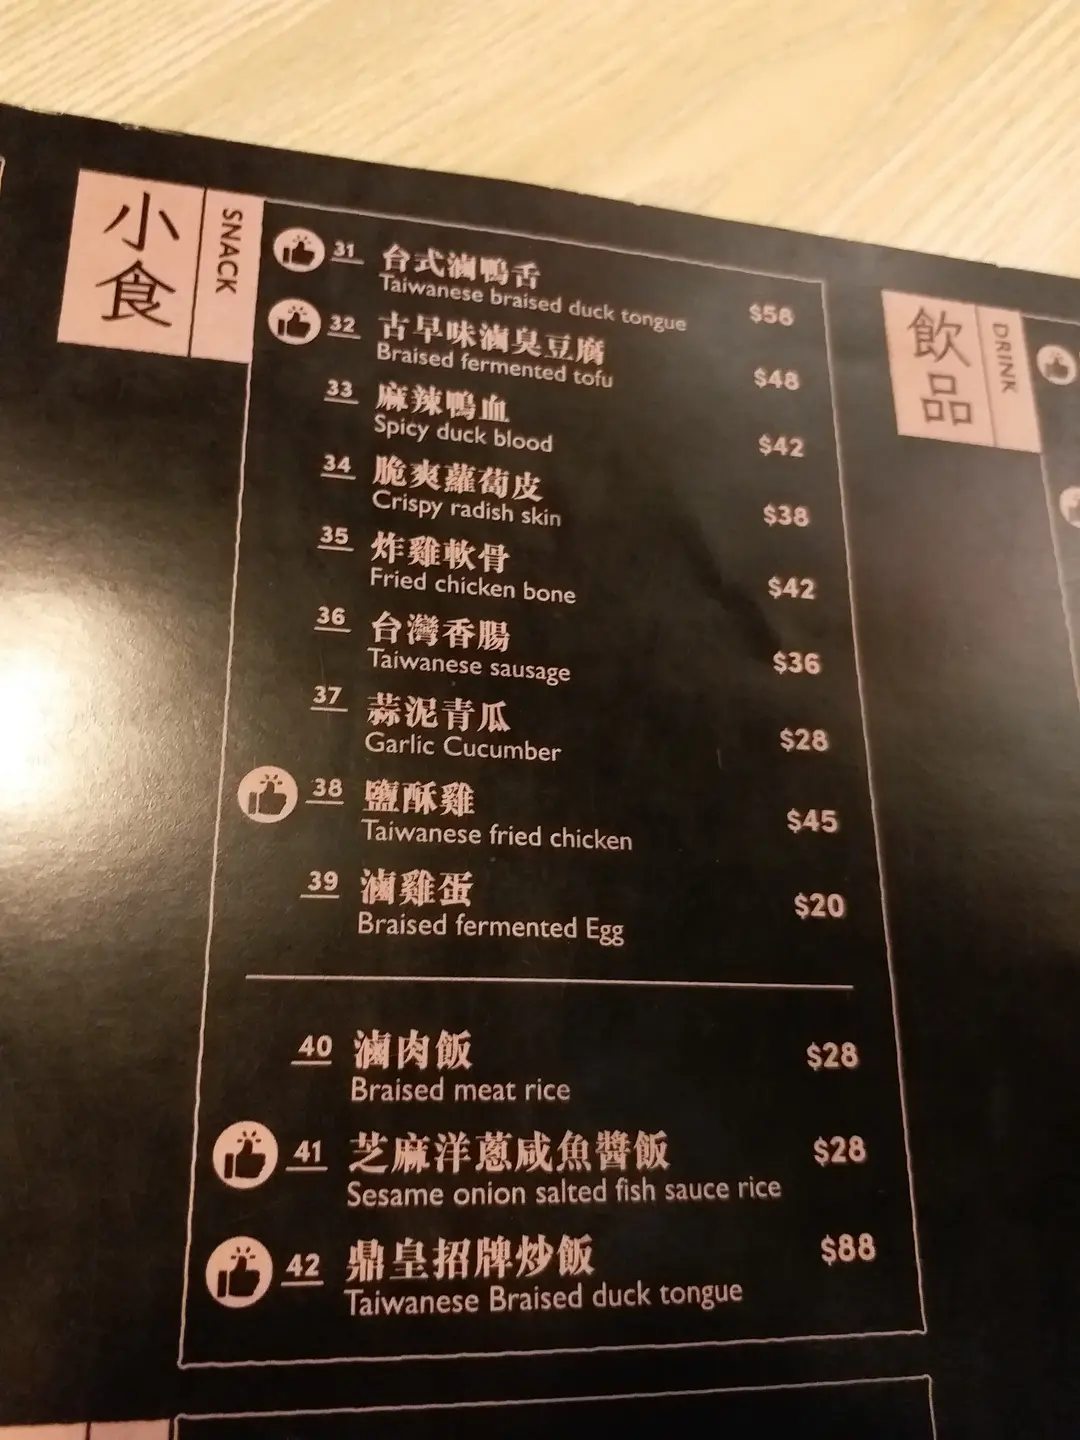 小食
SNACK
31 台式滷鴨舌
Taiwanese braised duck tongue $58
32 古早味滷臭豆腐
Braised fermented tofu $48
33 麻辣鴨血
Spicy duck blood $42
34 脆爽蘿蔔皮
Crispy radish skin $38
35 炸雞軟骨
Fried chicken bone $42
36 台灣香腸
Taiwanese sausage $36
37 蒜泥青瓜
Garlic Cucumber $28
38 鹽酥雞
Taiwanese fried chicken $45
39 滷雞蛋
Braised fermented Egg $20
40 滷肉飯 $28
Braised meat rice
41 芝麻洋蔥咸魚醬飯 $28
Sesame onion salted fish sauce rice
42 鼎皇招牌炒飯 $88
Taiwanese Braised duck tongue
飲品
DRINK